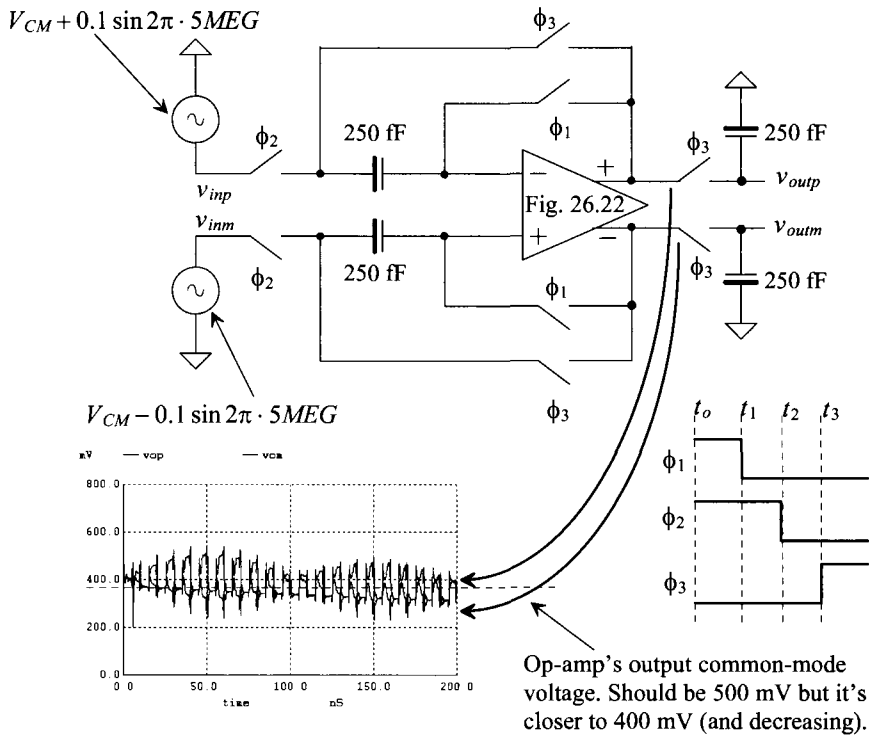 V_CM + 0.1 sin 2π · 5MEG
ϕ3
ϕ1
250 fF
ϕ2
v_inp
v_inm
ϕ2
250 fF
− +
Fig. 26.22
+ −
ϕ3
250 fF
v_outp
v_outm
ϕ3
250 fF
ϕ1
ϕ3
V_CM − 0.1 sin 2π · 5MEG
mV
vop
vom
800.0
600.0
400.0
200.0
0.0
0.0 50.0 100.0 150.0 200.0
time nS
t_o t_1 t_2 t_3
ϕ1
ϕ2
ϕ3
Op-amp's output common-mode
voltage. Should be 500 mV but it's
closer to 400 mV (and decreasing).